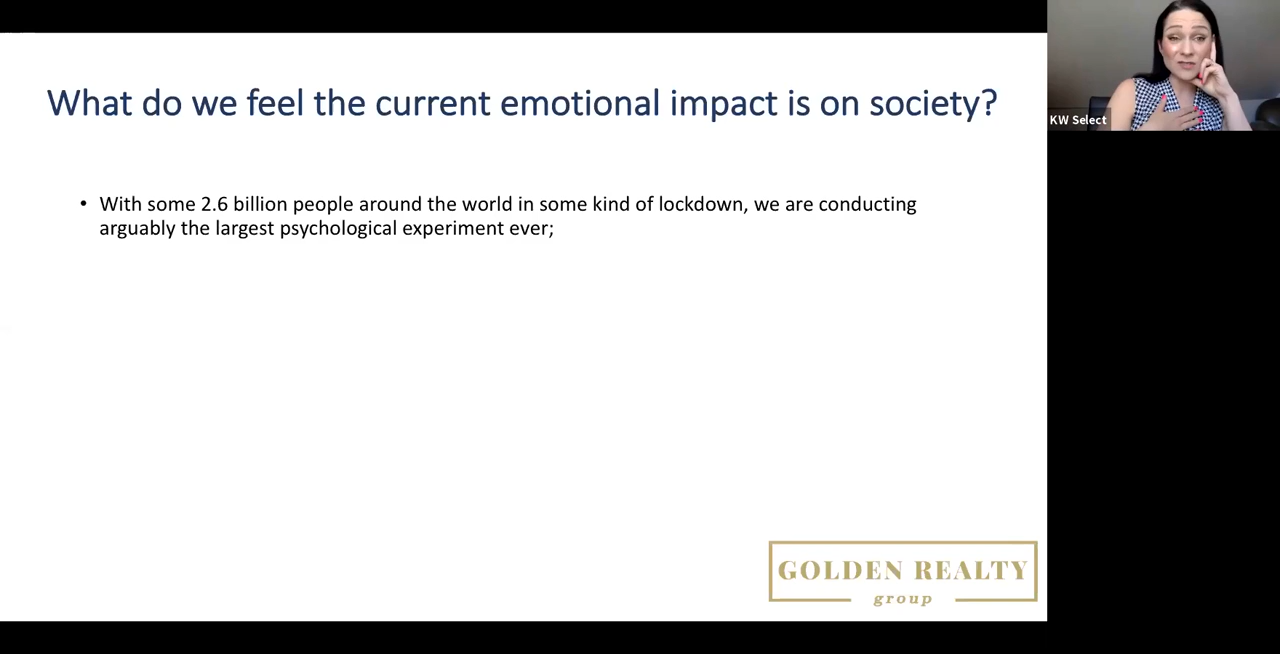 What do we feel the current emotional impact is on society?
• With some 2.6 billion people around the world in some kind of lockdown, we are conducting
arguably the largest psychological experiment ever;
KW Select
GOLDEN REALTY
group